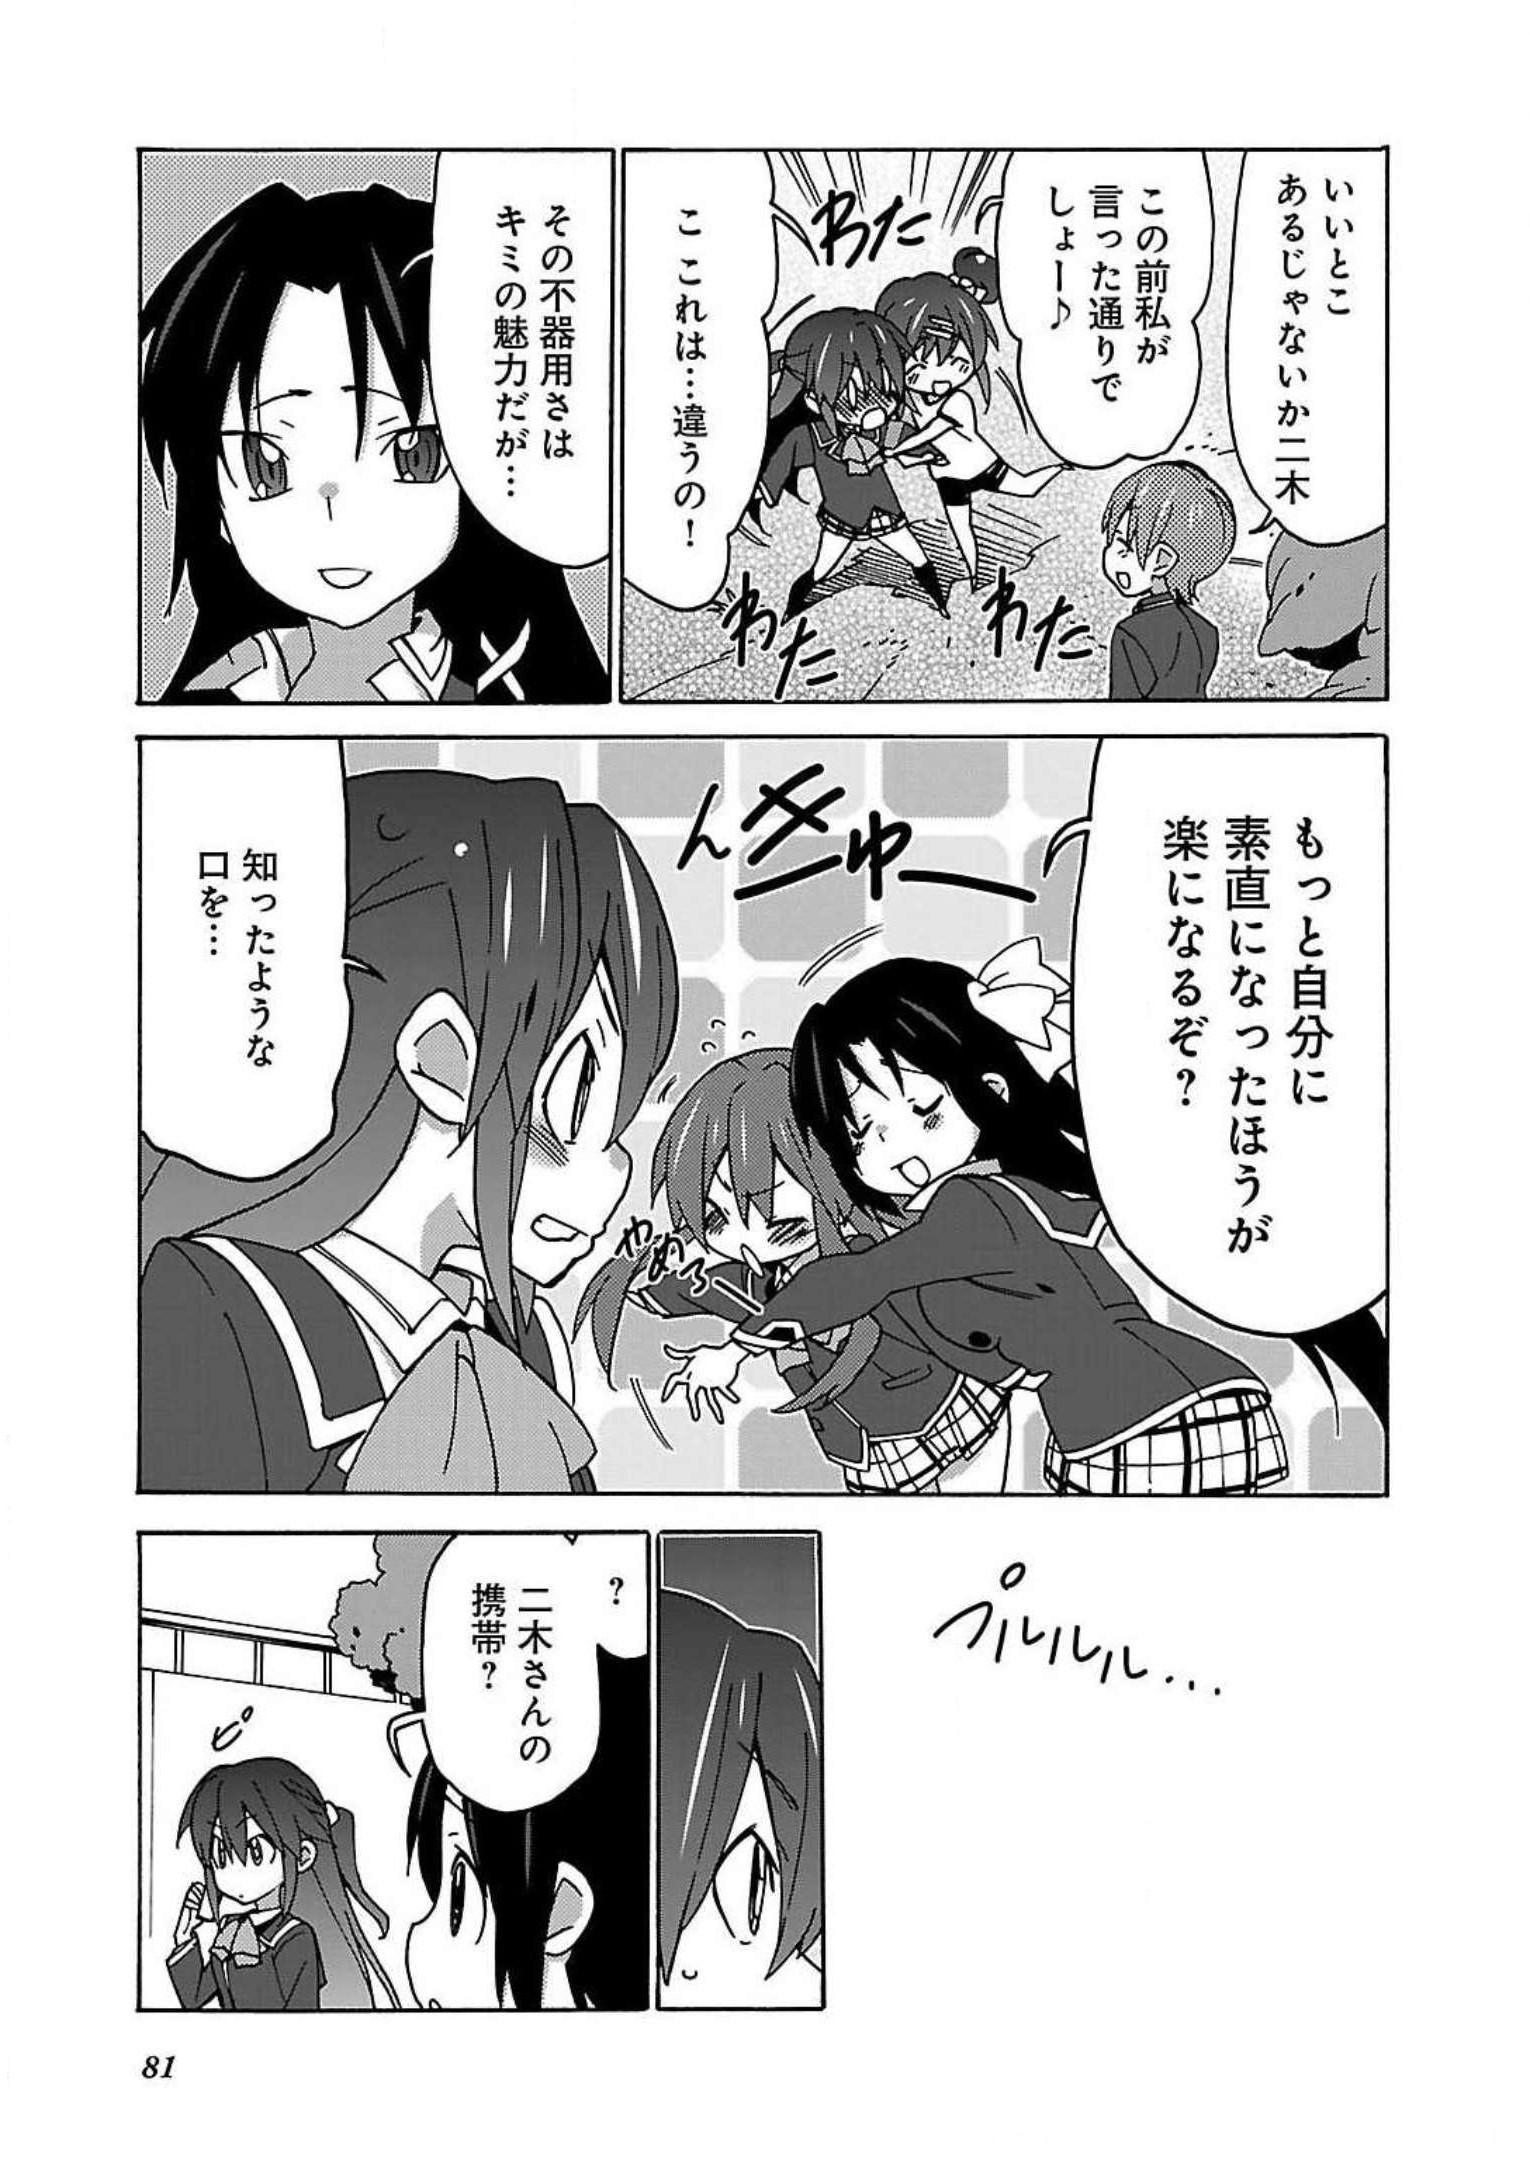 いいとこ
あるじゃないか二木
この前私が
言った通りで
しょー♪
わた
わた
わた
こ これは…違うの！
その不器用さは
キミの魅力だが…
もっと自分に
素直になったほうが
楽になるぞ？
ぎゅーん
やめろー
知ったような
口を…
プルルルル...
？
二木さんの
携帯？
ピ
81